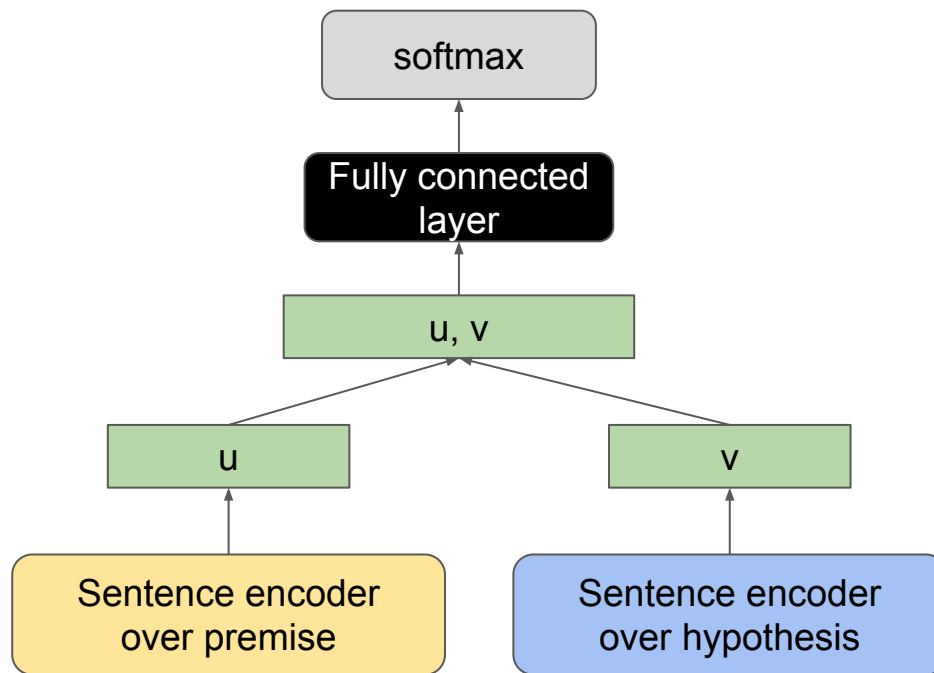 softmax
Fully connected
layer
u, v
u
v
Sentence encoder
over premise
Sentence encoder
over hypothesis